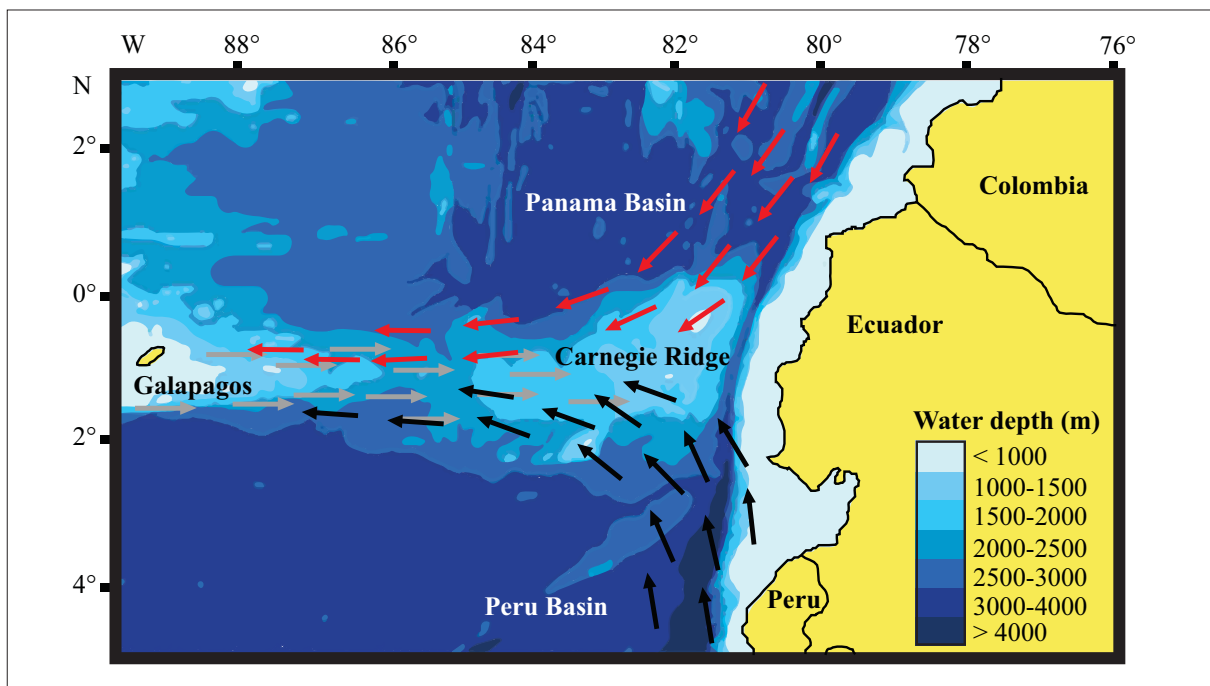 W 88° 86° 84° 82° 80° 78° 76°
N
2°
Colombia
Panama Basin
0°
Ecuador
Carnegie Ridge
Galapagos
Water depth (m)
2°
< 1000
1000-1500
1500-2000
2000-2500
2500-3000
3000-4000
> 4000
4°
Peru Basin
Peru